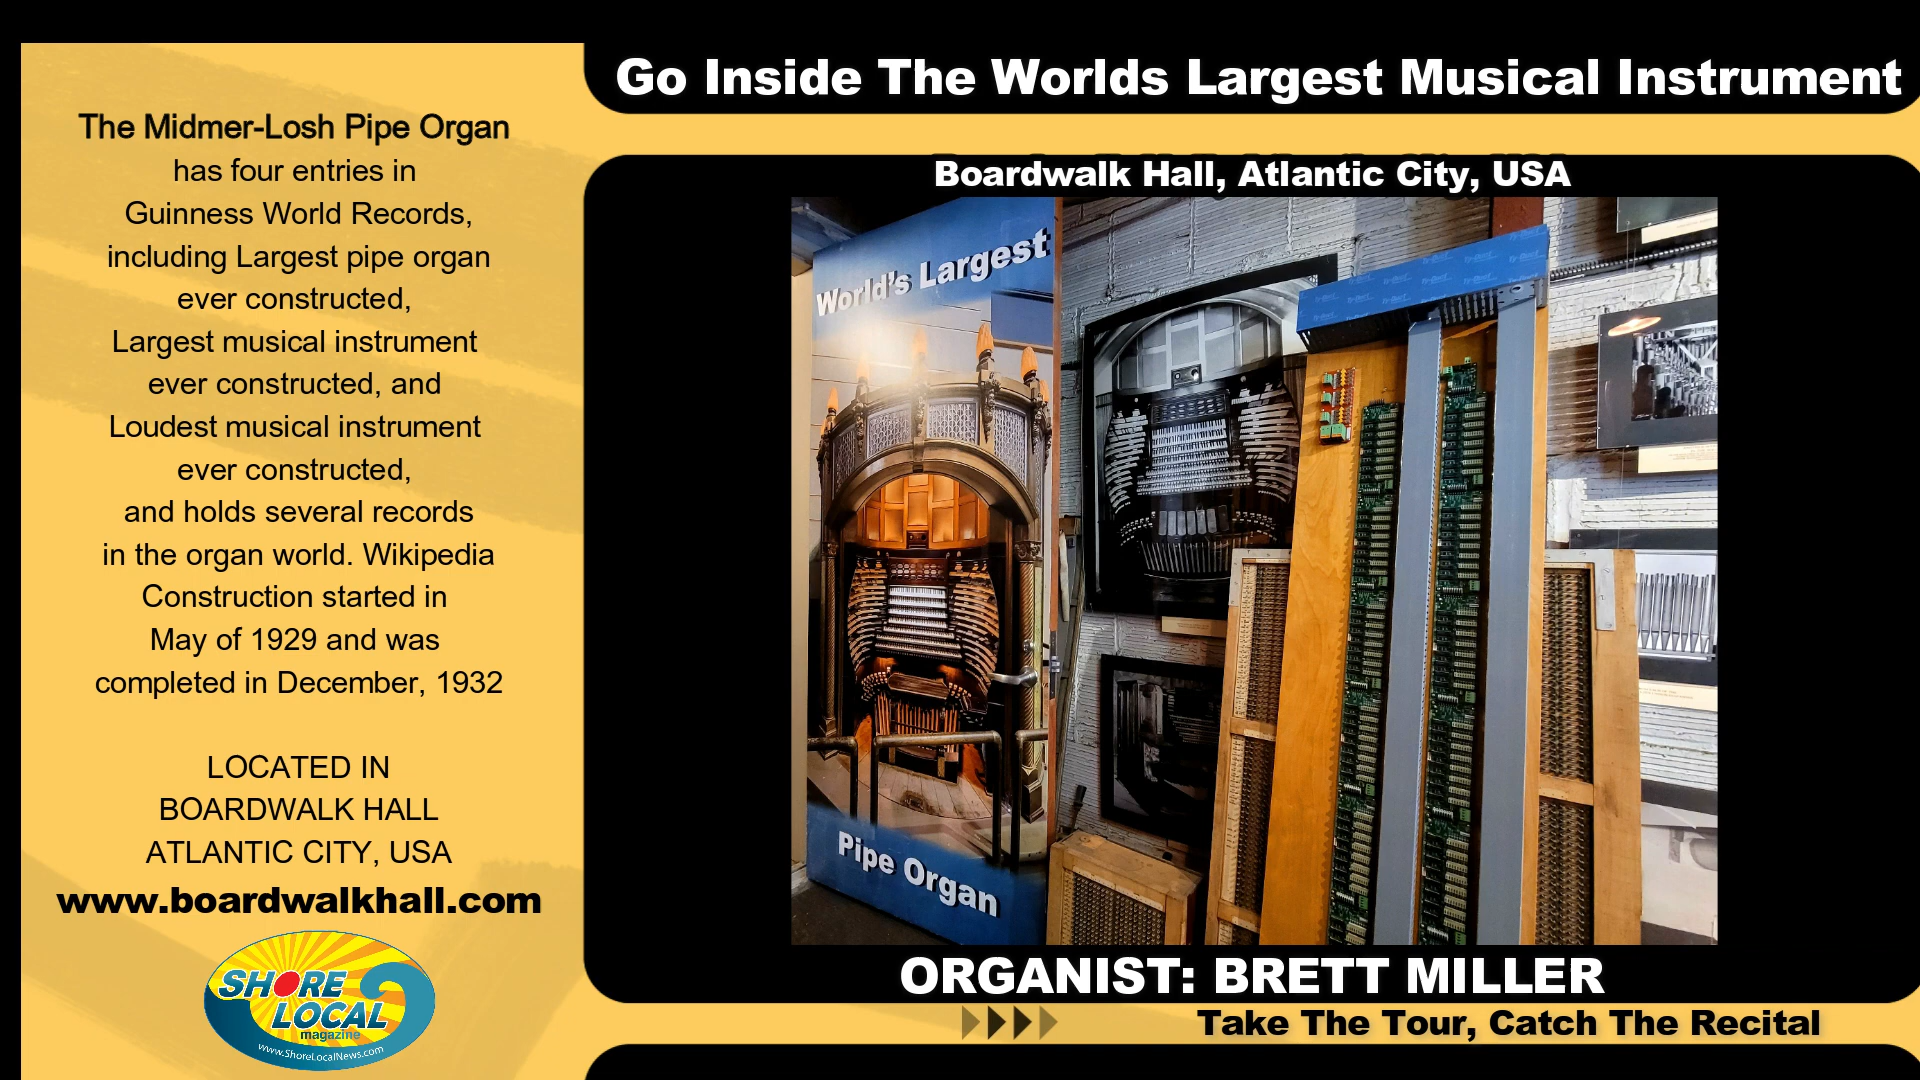 Go Inside The Worlds Largest Musical Instrument
The Midmer-Losh Pipe Organ
has four entries in
Guinness World Records,
including Largest pipe organ
ever constructed,
Largest musical instrument
ever constructed, and
Loudest musical instrument
ever constructed,
and holds several records
in the organ world. Wikipedia
Construction started in
May of 1929 and was
completed in December, 1932
LOCATED IN
BOARDWALK HALL
ATLANTIC CITY, USA
www.boardwalkhall.com
SHORE
LOCAL
magazine
www.ShoreLocalNews.com
Boardwalk Hall, Atlantic City, USA
World's Largest
Pipe Organ
ORGANIST: BRETT MILLER
Take The Tour, Catch The Recital